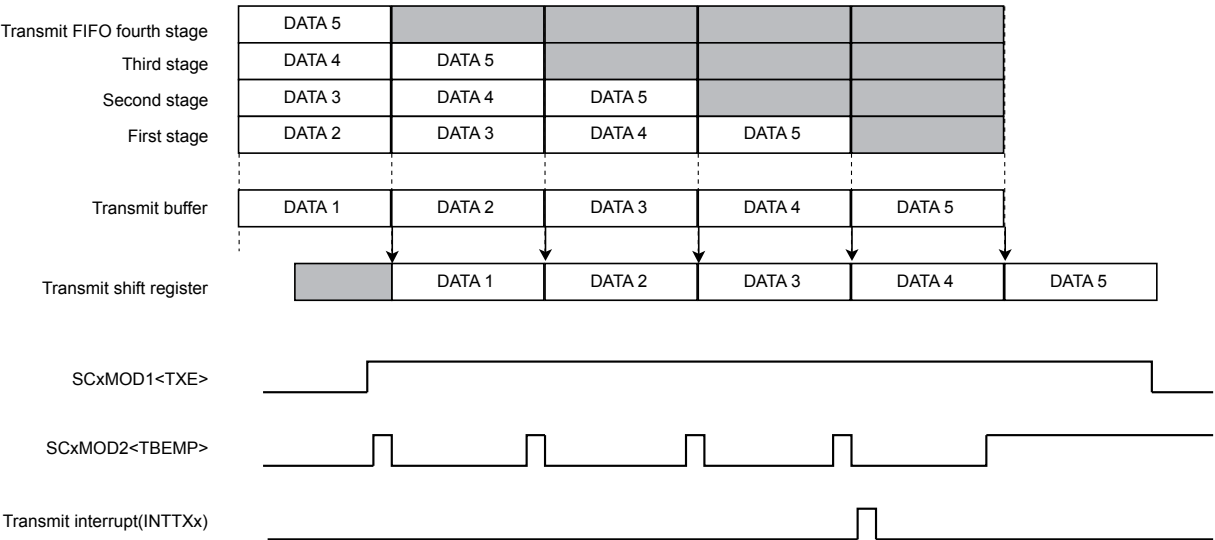 Transmit FIFO fourth stage DATA 5
Third stage DATA 4 DATA 5
Second stage DATA 3 DATA 4 DATA 5
First stage DATA 2 DATA 3 DATA 4 DATA 5
Transmit buffer DATA 1 DATA 2 DATA 3 DATA 4 DATA 5
Transmit shift register DATA 1 DATA 2 DATA 3 DATA 4 DATA 5
SCxMOD1<TXE>
SCxMOD2<TBEMP>
Transmit interrupt(INTTXx)